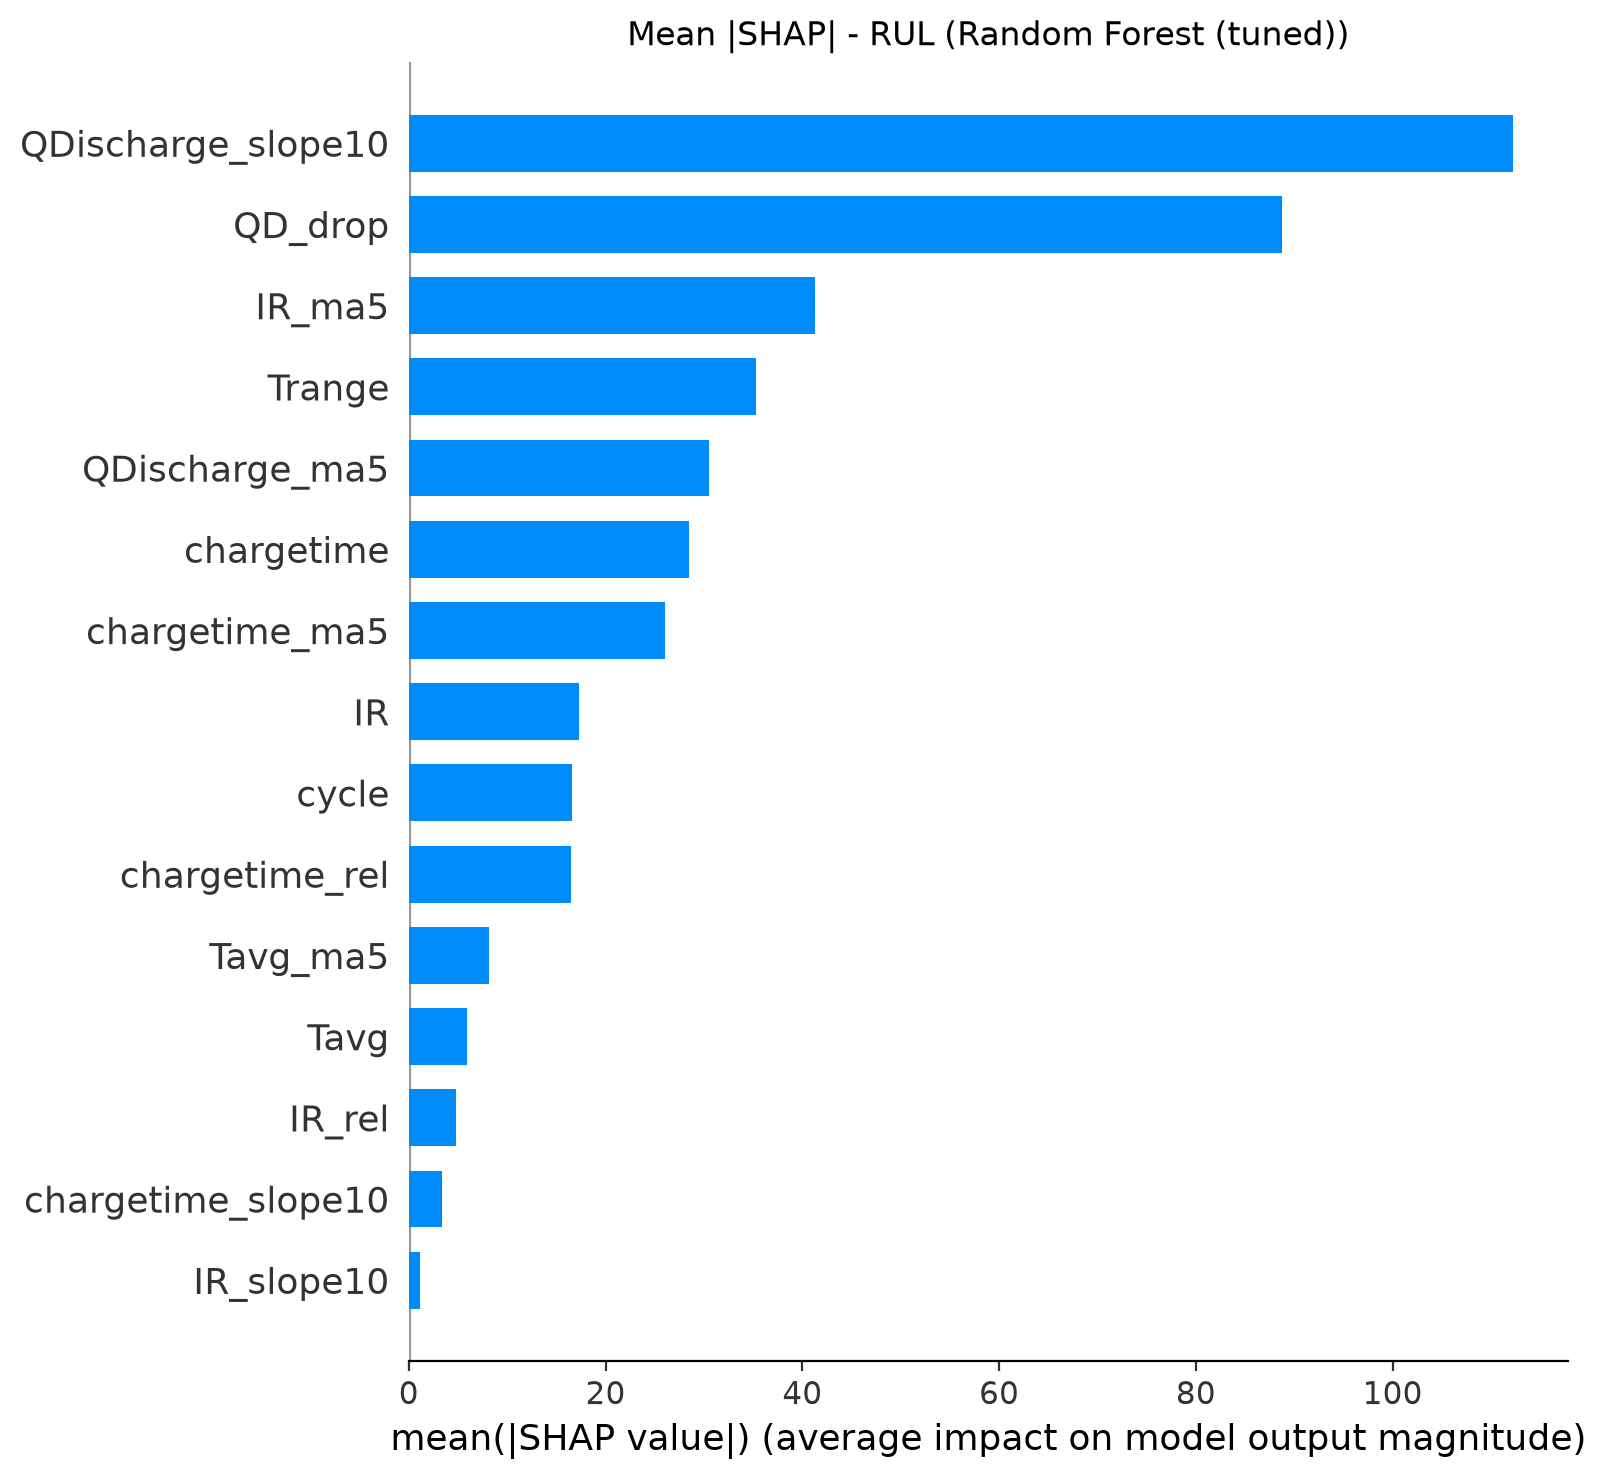 Mean |SHAP| - RUL (Random Forest (tuned))
QDischarge_slope10
QD_drop
IR_ma5
Trange
QDischarge_ma5
chargetime
chargetime_ma5
IR
cycle
chargetime_rel
Tavg_ma5
Tavg
IR_rel
chargetime_slope10
IR_slope10
0 20 40 60 80 100
mean(|SHAP value|) (average impact on model output magnitude)